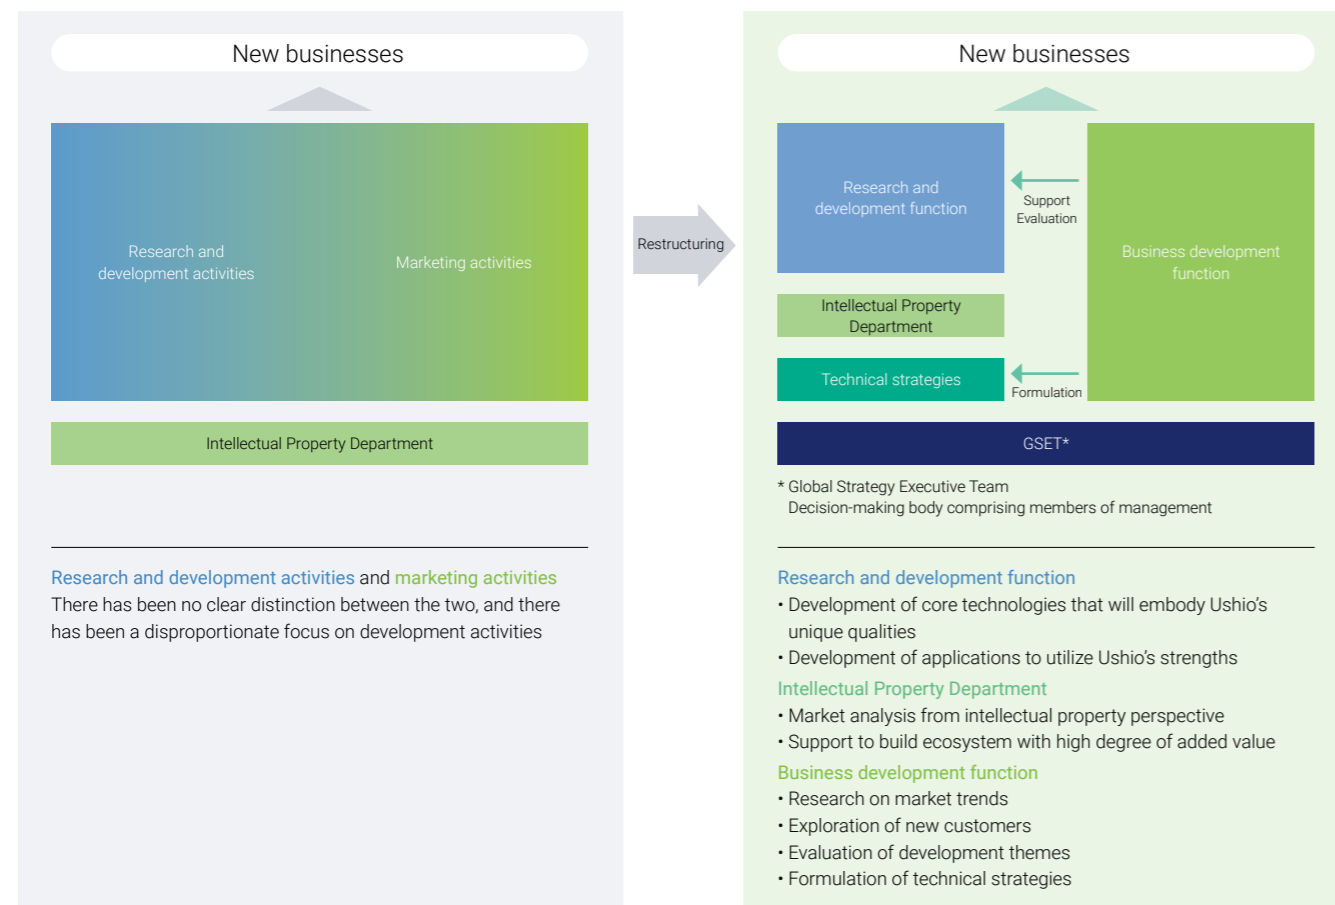 New businesses
Research and
development activities
Marketing activities
Intellectual Property Department
Research and development activities and marketing activities
There has been no clear distinction between the two, and there
has been a disproportionate focus on development activities
Restructuring
New businesses
Research and
development function
Support
Evaluation
Business development
function
Intellectual Property
Department
Technical strategies
Formulation
GSET*
* Global Strategy Executive Team
Decision-making body comprising members of management
Research and development function
• Development of core technologies that will embody Ushio's
unique qualities
• Development of applications to utilize Ushio's strengths
Intellectual Property Department
• Market analysis from intellectual property perspective
• Support to build ecosystem with high degree of added value
Business development function
• Research on market trends
• Exploration of new customers
• Evaluation of development themes
• Formulation of technical strategies